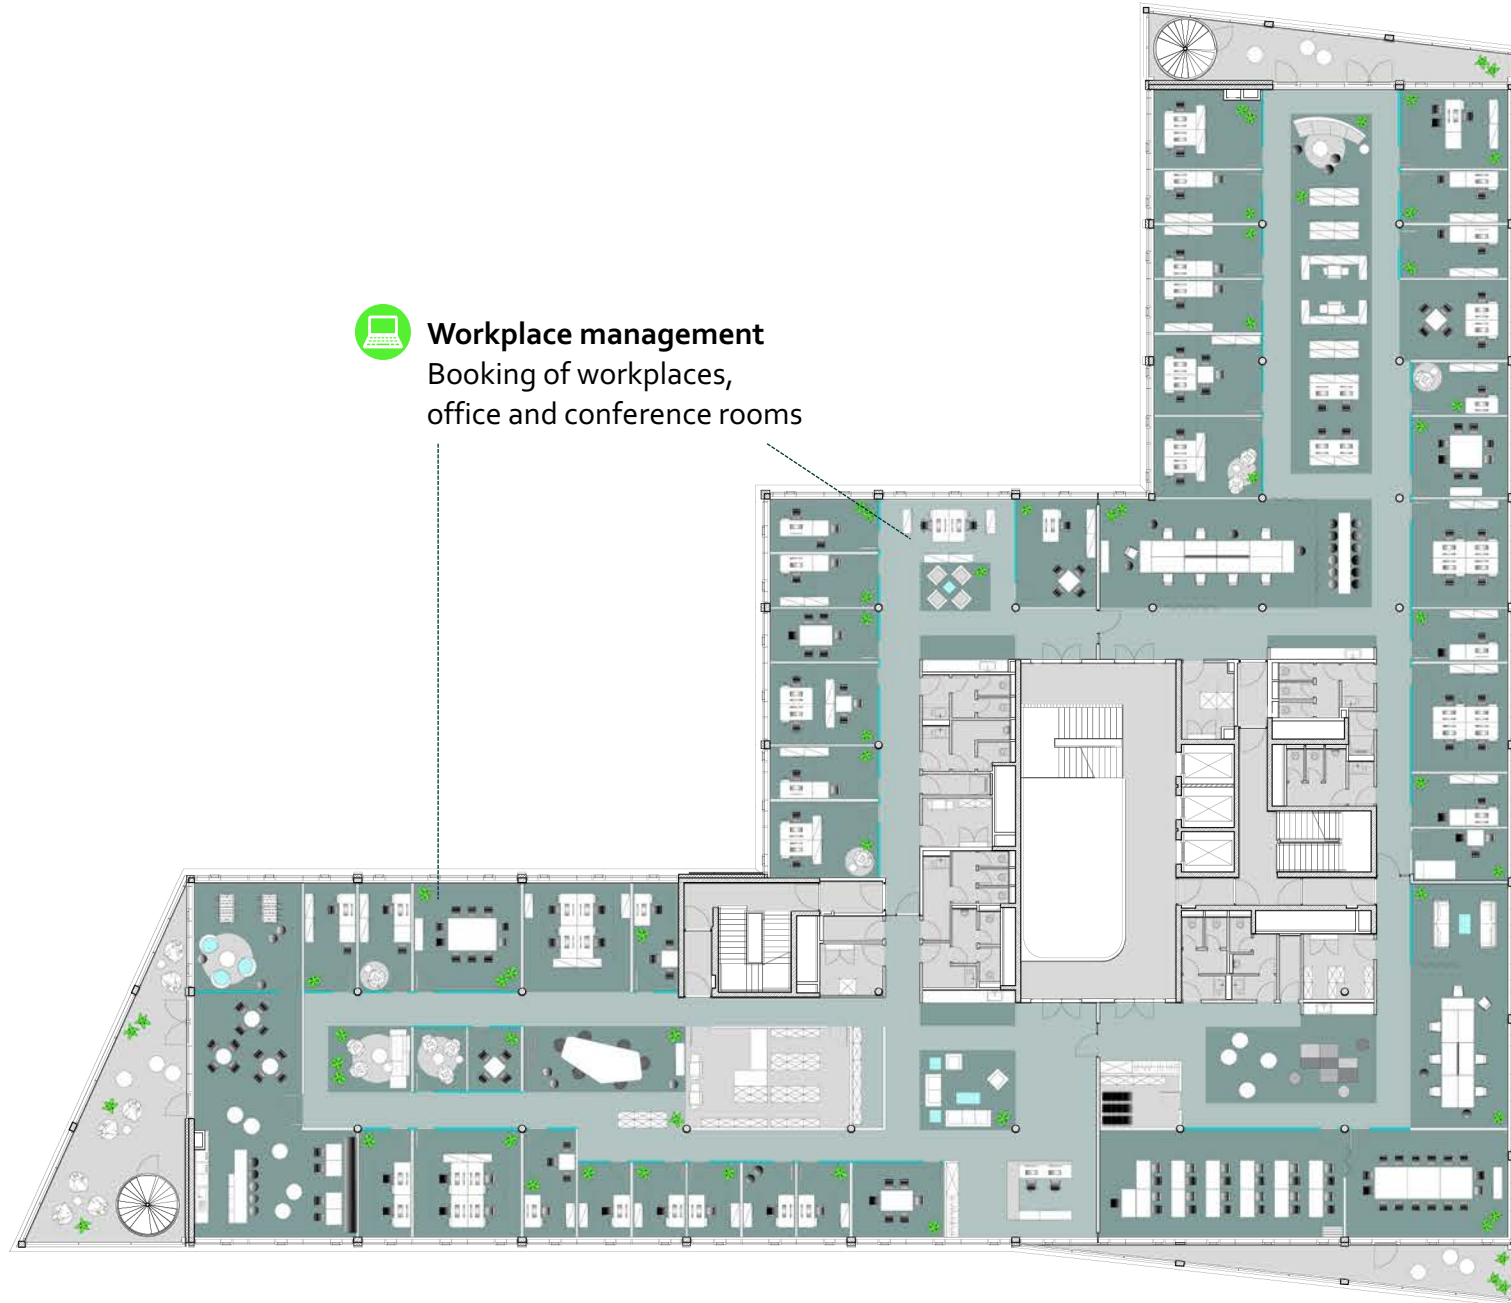 Workplace management
Booking of workplaces,
office and conference rooms